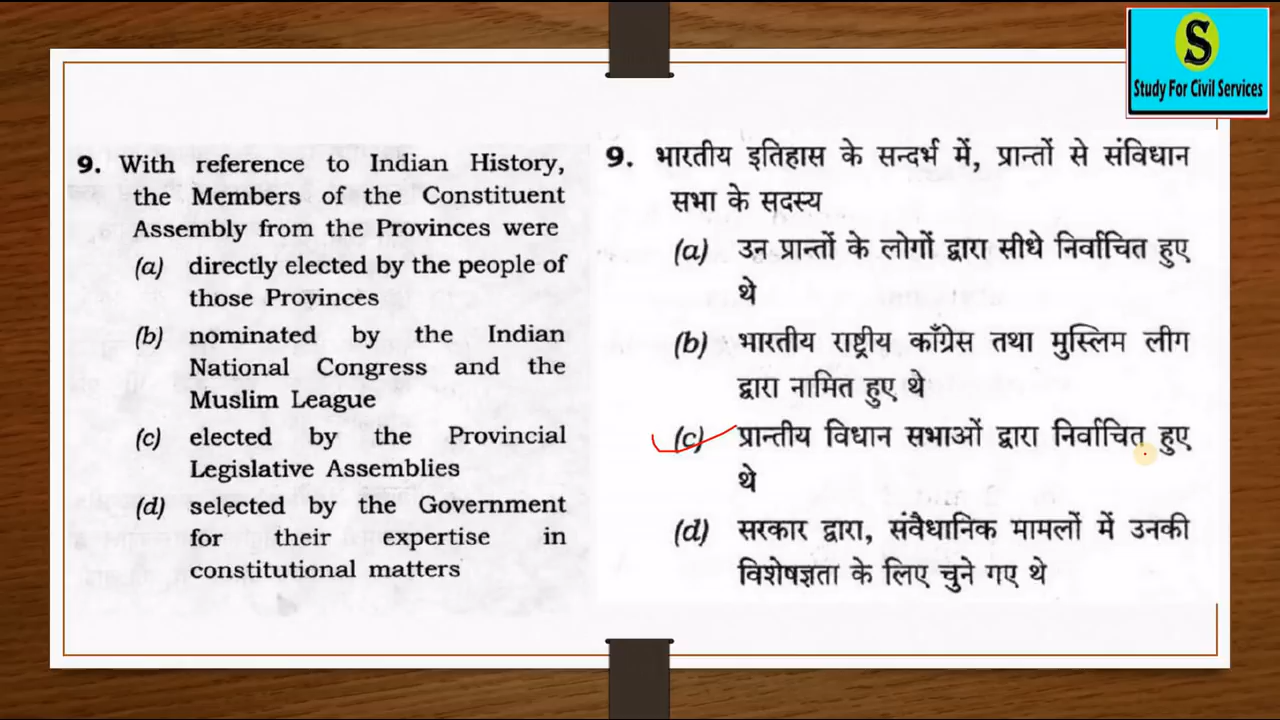 S
Study For Civil Services
9. With reference to Indian History,
the Members of the Constituent
Assembly from the Provinces were
(a) directly elected by the people of
those Provinces
(b) nominated by the Indian
National Congress and the
Muslim League
(c) elected by the Provincial
Legislative Assemblies
(d) selected by the Government
for their expertise in
constitutional matters
9. भारतीय इतिहास के सन्दर्भ में, प्रान्तों से संविधान
सभा के सदस्य
(a) उन प्रान्तों के लोगों द्वारा सीधे निर्वाचित हुए
थे
(b) भारतीय राष्ट्रीय काँग्रेस तथा मुस्लिम लीग
द्वारा नामित हुए थे
(c) प्रान्तीय विधान सभाओं द्वारा निर्वाचित हुए
थे
(d) सरकार द्वारा, संवैधानिक मामलों में उनकी
विशेषज्ञता के लिए चुने गए थे